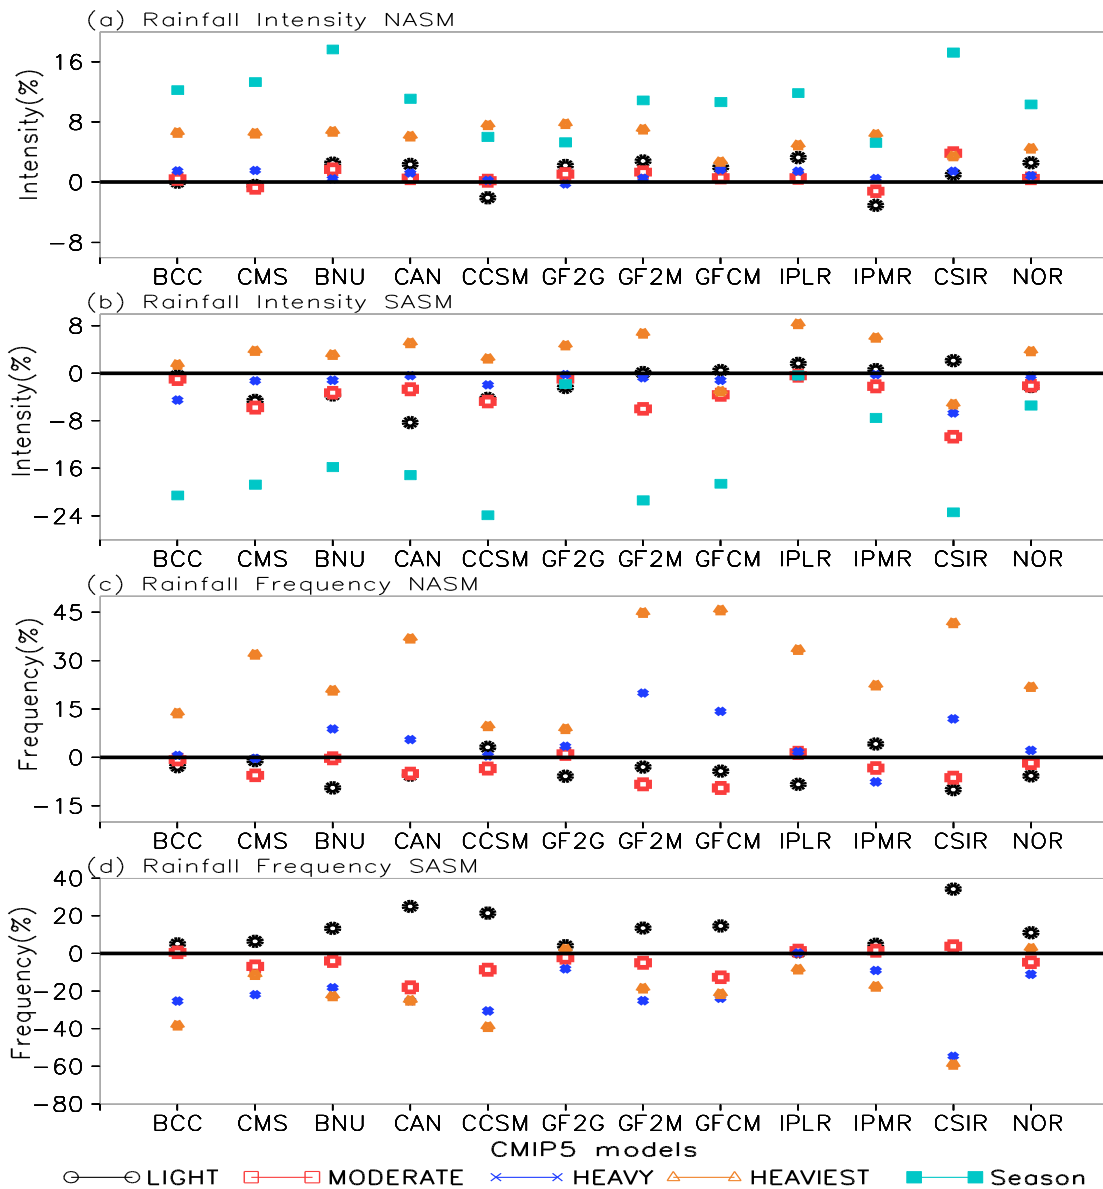 (a) Rainfall Intensity NASM
Intensity(%)
16
8
0
−8
BCC CMS BNU CAN CCSM GF2G GF2M GFCM IPLR IPMR CSIR NOR
(b) Rainfall Intensity SASM
Intensity(%)
8
0
−8
−16
−24
BCC CMS BNU CAN CCSM GF2G GF2M GFCM IPLR IPMR CSIR NOR
(c) Rainfall Frequency NASM
Frequency(%)
45
30
15
0
−15
BCC CMS BNU CAN CCSM GF2G GF2M GFCM IPLR IPMR CSIR NOR
(d) Rainfall Frequency SASM
Frequency(%)
40
20
0
−20
−40
−60
−80
BCC CMS BNU CAN CCSM GF2G GF2M GFCM IPLR IPMR CSIR NOR
CMIP5 models
LIGHT MODERATE HEAVY HEAVIEST Season